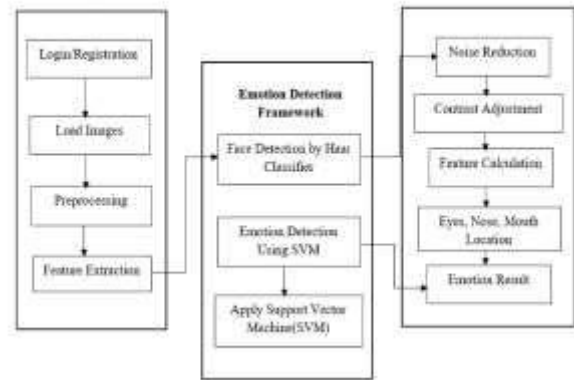 Login/Registration
Load Images
Preprocessing
Feature Extraction
Emotion Detection
Framework
Face Detection by Haar
Classifier
Emotion Detection
Using SVM
Apply Support Vector
Machine(SVM)
Noise Reduction
Contrast Adjustment
Feature Calculation
Eyes, Nose, Mouth
Location
Emotion Result